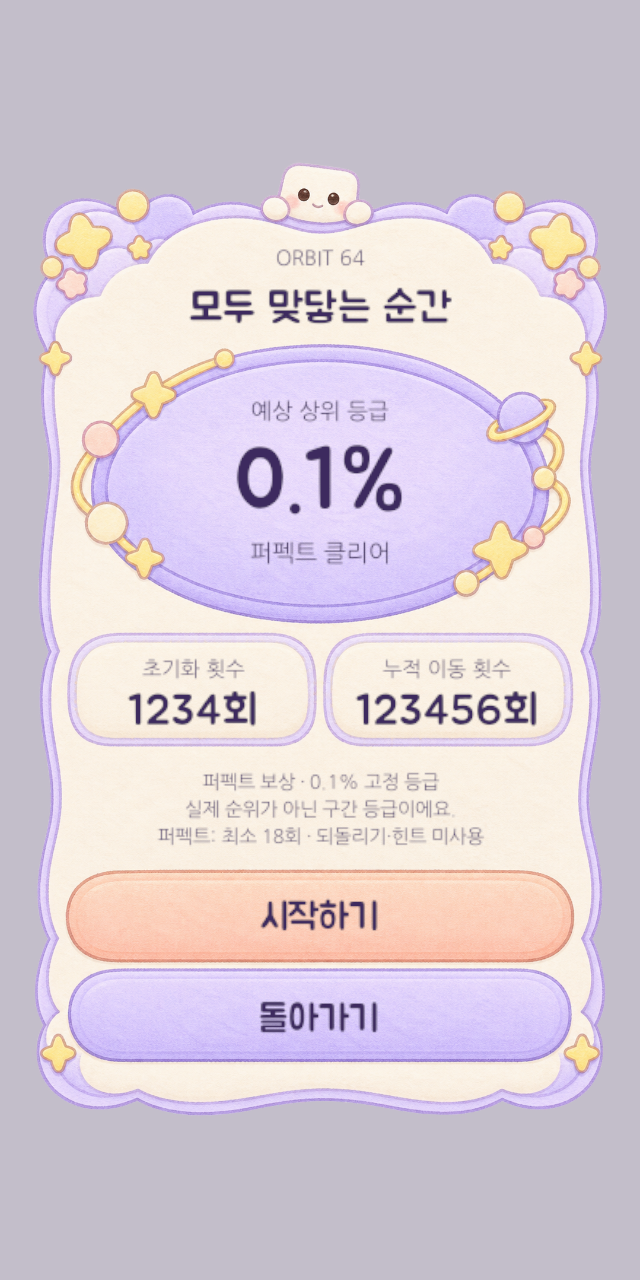 ORBIT 64
모두 맞닿는 순간
예상 상위 등급
0.1%
퍼펙트 클리어
초기화 횟수
1234회
누적 이동 횟수
123456회
퍼펙트 보상 · 0.1% 고정 등급
실제 순위가 아닌 구간 등급이에요.
퍼펙트: 최소 18회 · 되돌리기·힌트 미사용
시작하기
돌아가기